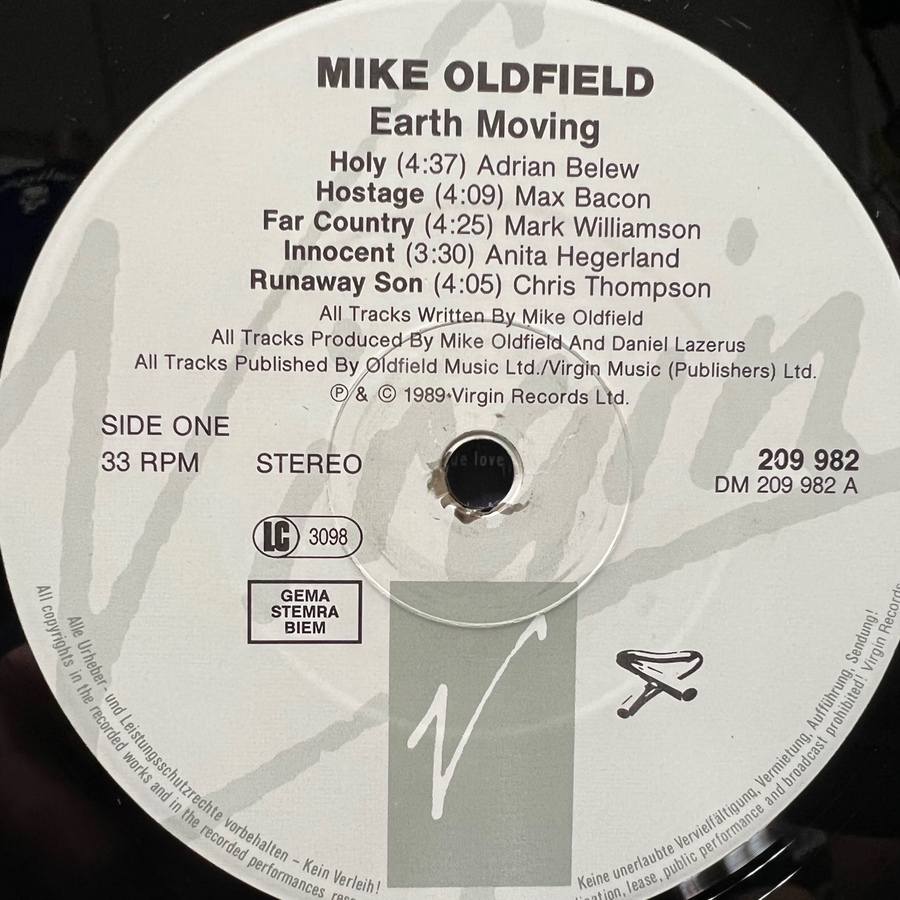 MIKE OLDFIELD
Earth Moving
Holy (4:37) Adrian Belew
Hostage (4:09) Max Bacon
Far Country (4:25) Mark Williamson
Innocent (3:30) Anita Hegerland
Runaway Son (4:05) Chris Thompson
All Tracks Written By Mike Oldfield
All Tracks Produced By Mike Oldfield And Daniel Lazerus
All Tracks Published By Oldfield Music Ltd./Virgin Music (Publishers) Ltd.
℗ & © 1989 Virgin Records Ltd.
SIDE ONE
33 RPM STEREO
209 982
DM 209 982 A
LC 3098
GEMA
STEMRA
BIEM
Virgin
V
Alle Urheber- und Leistungsschutzrechte vorbehalten – Kein Verleih!
Keine unerlaubte Vervielfältigung, Vermietung, Aufführung, Sendung!
All copyrights in the recorded works and in the recorded performances
lease, public performance and broadcast prohibited! Virgin Records